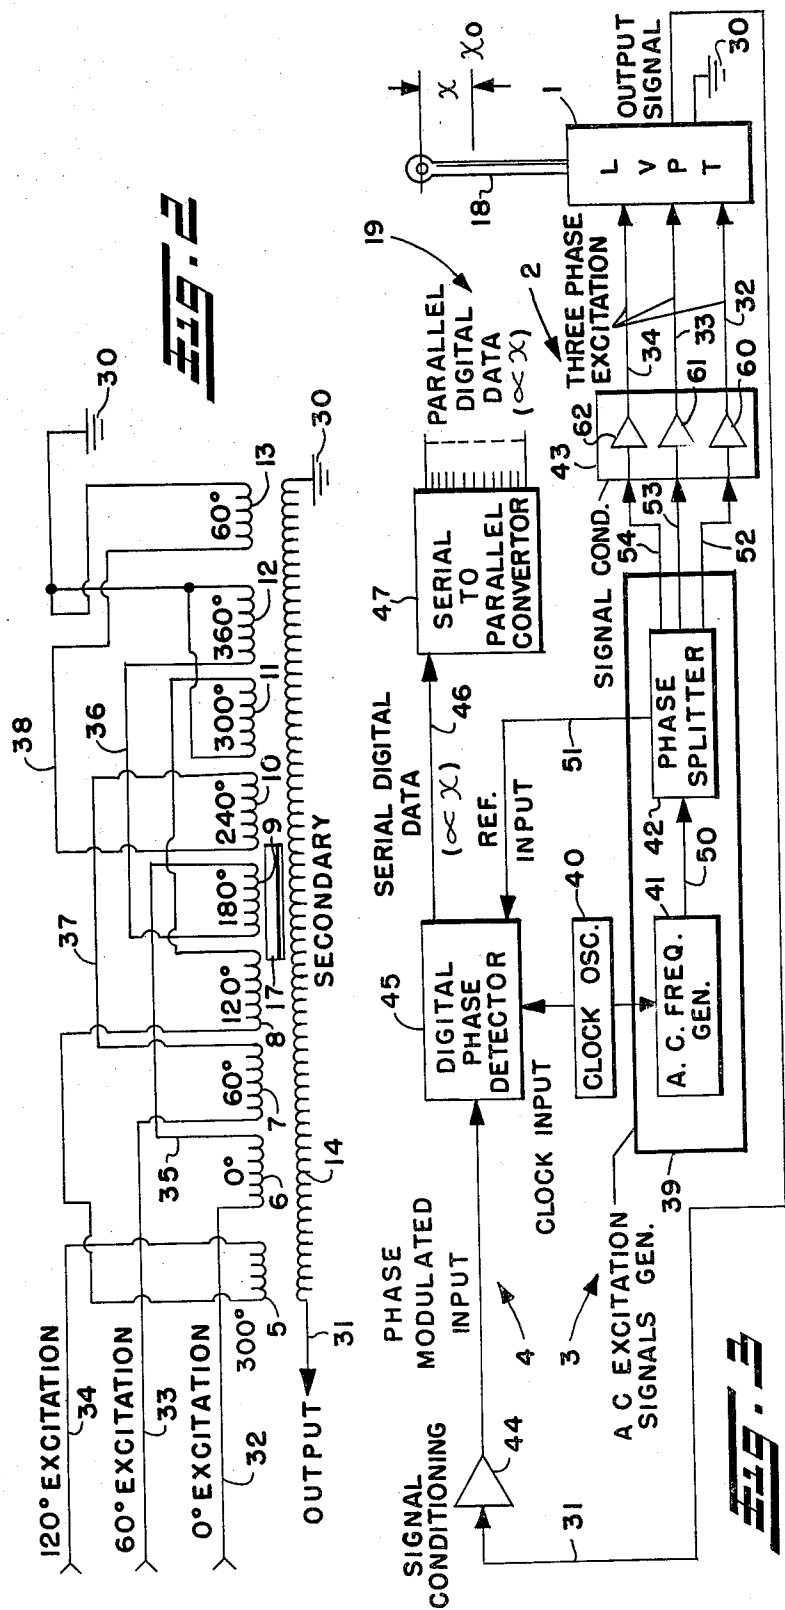 120° EXCITATION
34
60° EXCITATION
33
0° EXCITATION
32
OUTPUT
31
300°
5
0°
6
35
60°
7
37
120°
8
17
180°
9
36
240°
10
38
300°
11
360°
12
60°
13
30
30
14
SECONDARY
Fig. 2
SIGNAL
CONDITIONING
44
31
PHASE
MODULATED
INPUT
4
45
DIGITAL
PHASE
DETECTOR
CLOCK INPUT
CLOCK OSC.
40
SERIAL DIGITAL
DATA
(∝ x)
46
REF.
INPUT
51
47
SERIAL
TO
PARALLEL
CONVERTOR
PARALLEL
DIGITAL
DATA
(∝ x)
19
3
A C EXCITATION
SIGNALS GEN.
39
A. C. FREQ.
GEN.
41
50
42
PHASE
SPLITTER
SIGNAL COND.
54
53
52
43
62
61
60
THREE PHASE
EXCITATION
2
34
33
32
18
x
x0
1
L
V
P
T
OUTPUT
SIGNAL
30
Fig. 3